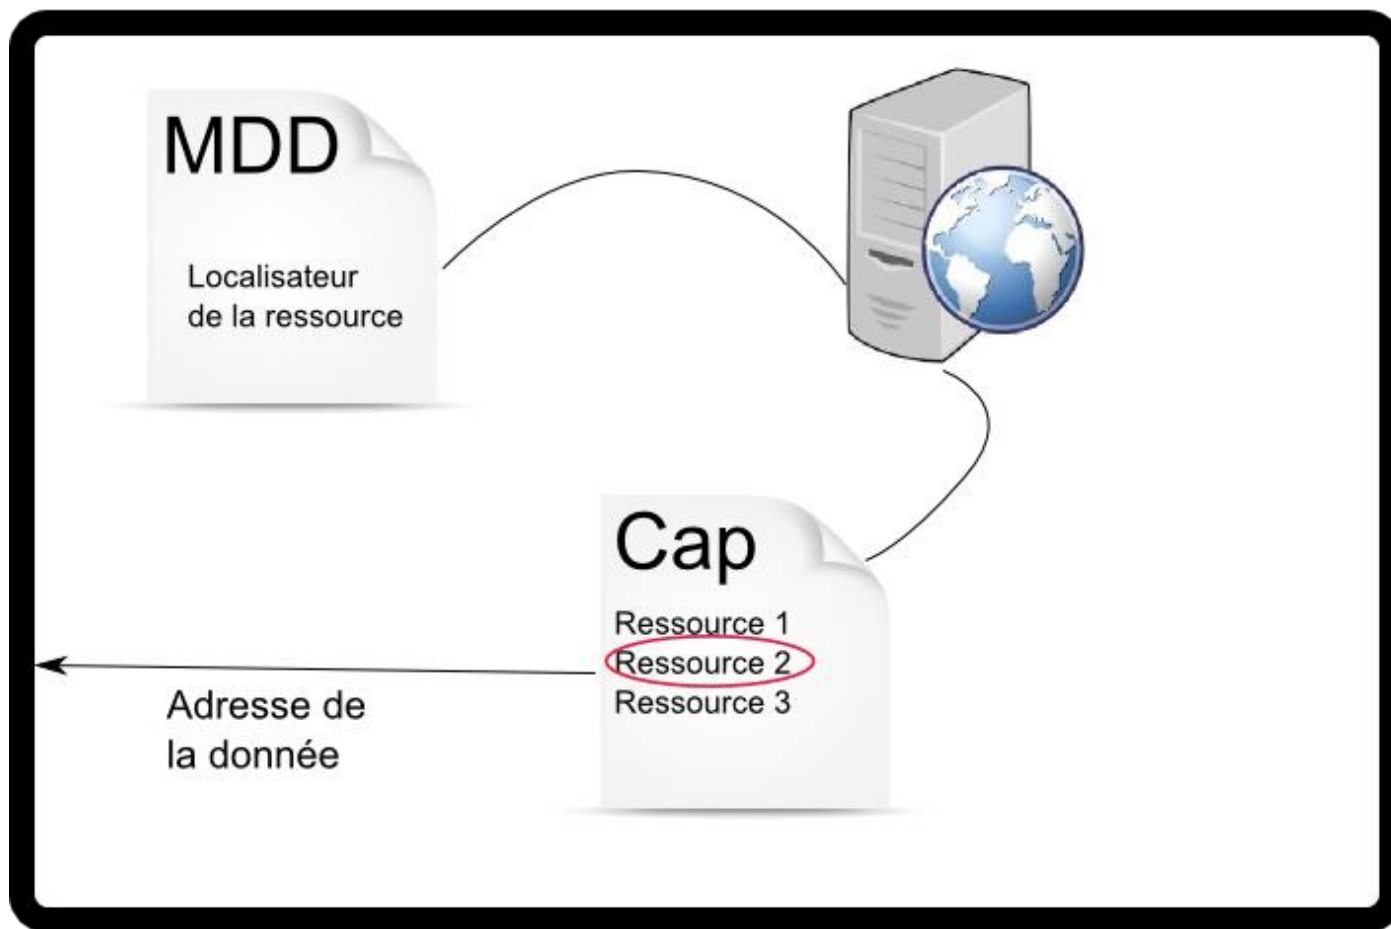 MDD
Localisateur
de la ressource
Cap
Ressource 1
Ressource 2
Ressource 3
Adresse de
la donnée